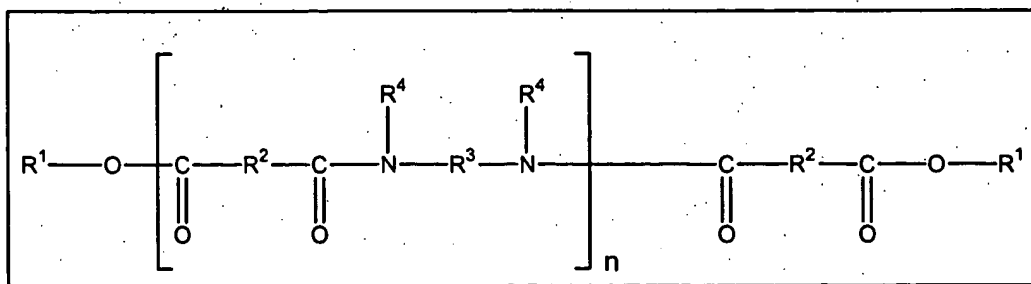 R⁴ R⁴
R¹ O C R² C N R³ N C R² C O R¹
O O O O
n